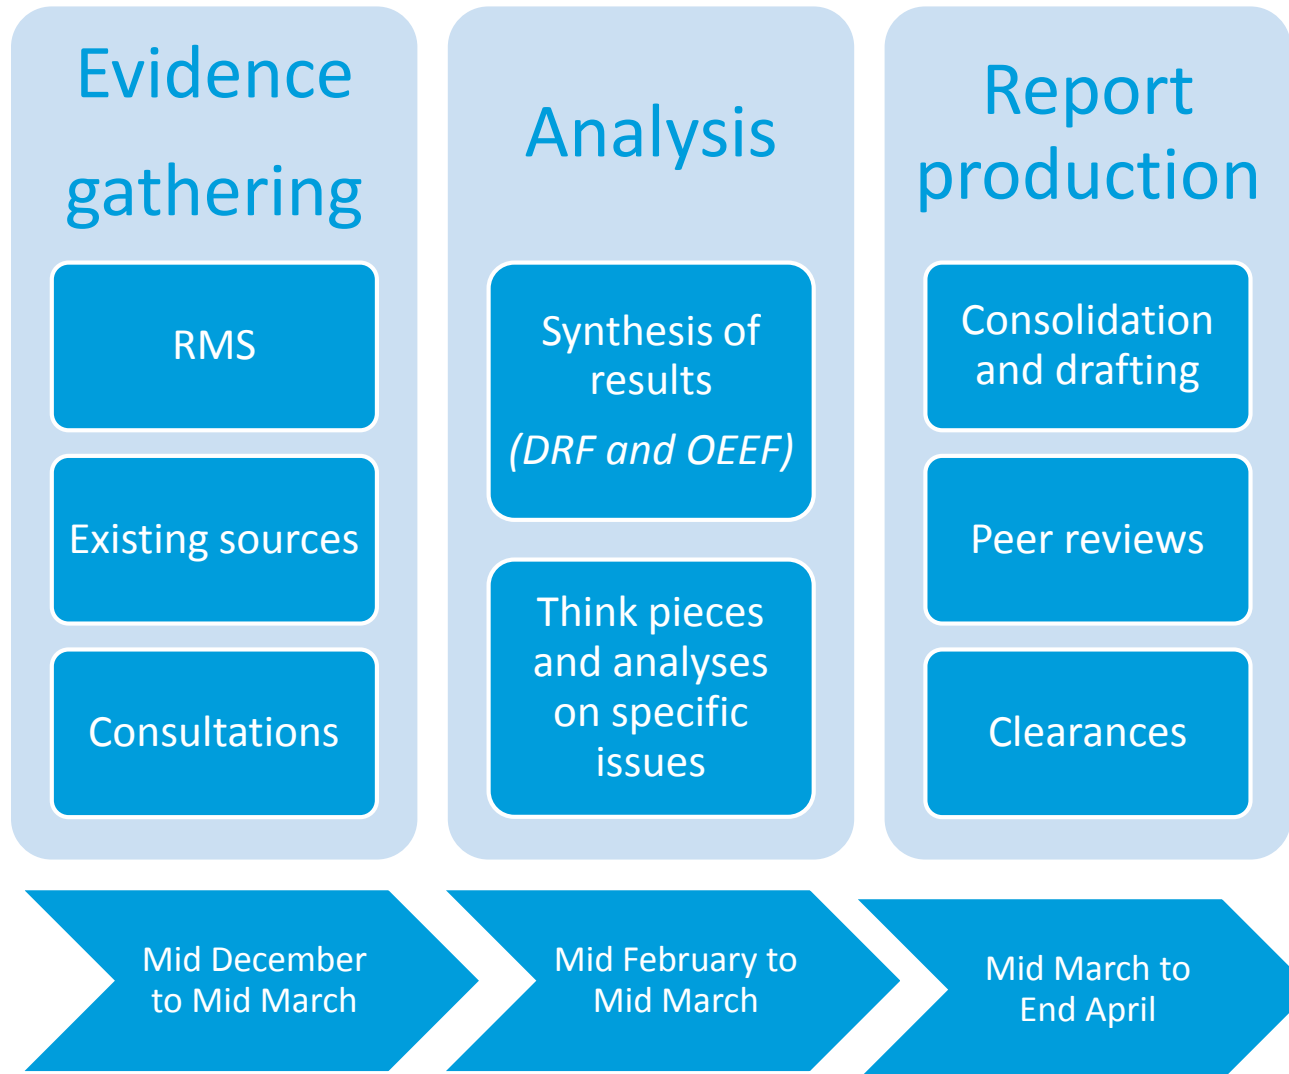 Evidence
gathering
RMS
Existing sources
Consultations
Analysis
Synthesis of
results
(DRF and OEEF)
Think pieces
and analyses
on specific
issues
Report
production
Consolidation
and drafting
Peer reviews
Clearances
Mid December
to Mid March
Mid February to
Mid March
Mid March to
End April